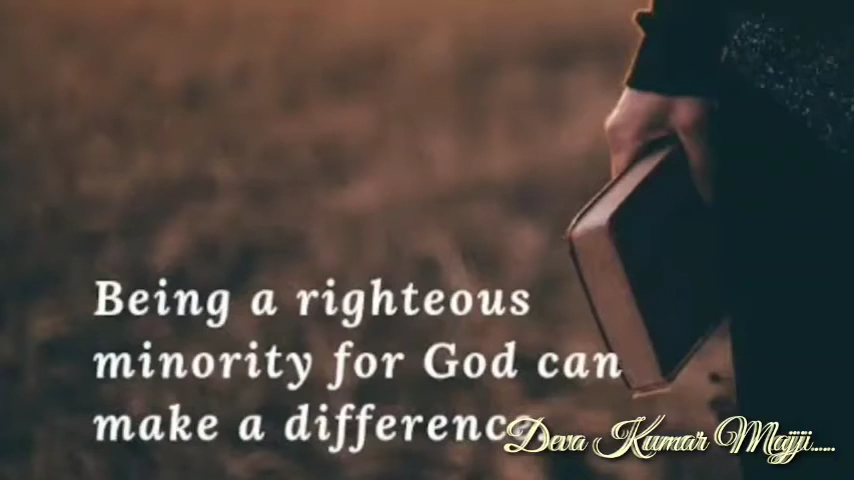 Being a righteous
minority for God can
make a differenc
Deva Kumar Majji.....